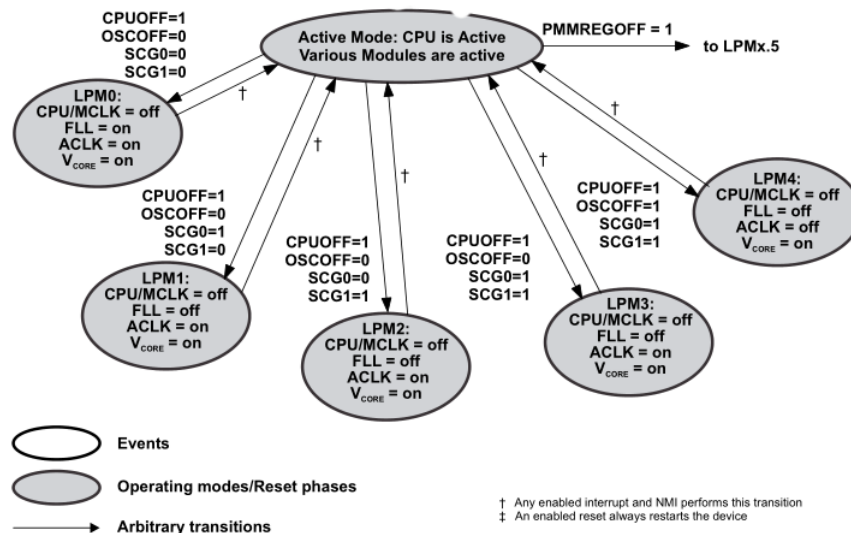 CPUOFF=1
OSCOFF=0
SCG0=0
SCG1=0
Active Mode: CPU is Active
Various Modules are active
PMMREGOFF = 1
to LPMx.5
†
LPM0:
CPU/MCLK = off
FLL = on
ACLK = on
VCORE = on
†
†
†
†
CPUOFF=1
OSCOFF=0
SCG0=1
SCG1=0
CPUOFF=1
OSCOFF=0
SCG0=0
SCG1=1
CPUOFF=1
OSCOFF=0
SCG0=1
SCG1=1
CPUOFF=1
OSCOFF=1
SCG0=1
SCG1=1
LPM4:
CPU/MCLK = off
FLL = off
ACLK = off
VCORE = on
LPM1:
CPU/MCLK = off
FLL = off
ACLK = on
VCORE = on
LPM2:
CPU/MCLK = off
FLL = off
ACLK = on
VCORE = on
LPM3:
CPU/MCLK = off
FLL = off
ACLK = on
VCORE = on
Events
Operating modes/Reset phases
Arbitrary transitions
† Any enabled interrupt and NMI performs this transition
‡ An enabled reset always restarts the device